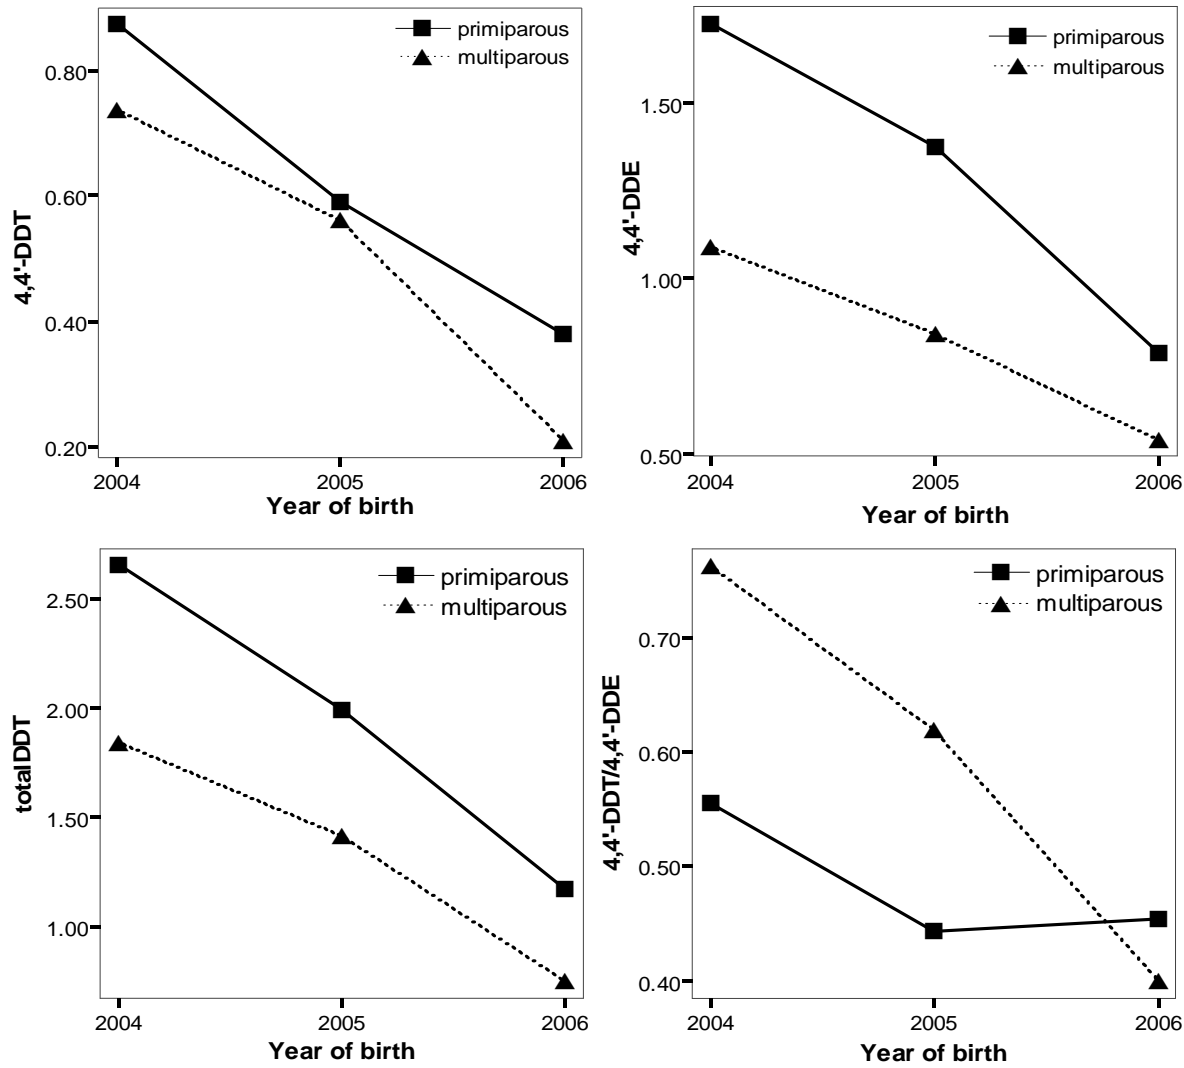 primiparous
multiparous
0.80
0.60
0.40
0.20
4,4'-DDT
2004 2005 2006
Year of birth
primiparous
multiparous
1.50
1.00
0.50
4,4'-DDE
2004 2005 2006
Year of birth
primiparous
multiparous
2.50
2.00
1.50
1.00
totalDDT
2004 2005 2006
Year of birth
primiparous
multiparous
0.70
0.60
0.50
0.40
4,4'-DDT/4,4'-DDE
2004 2005 2006
Year of birth